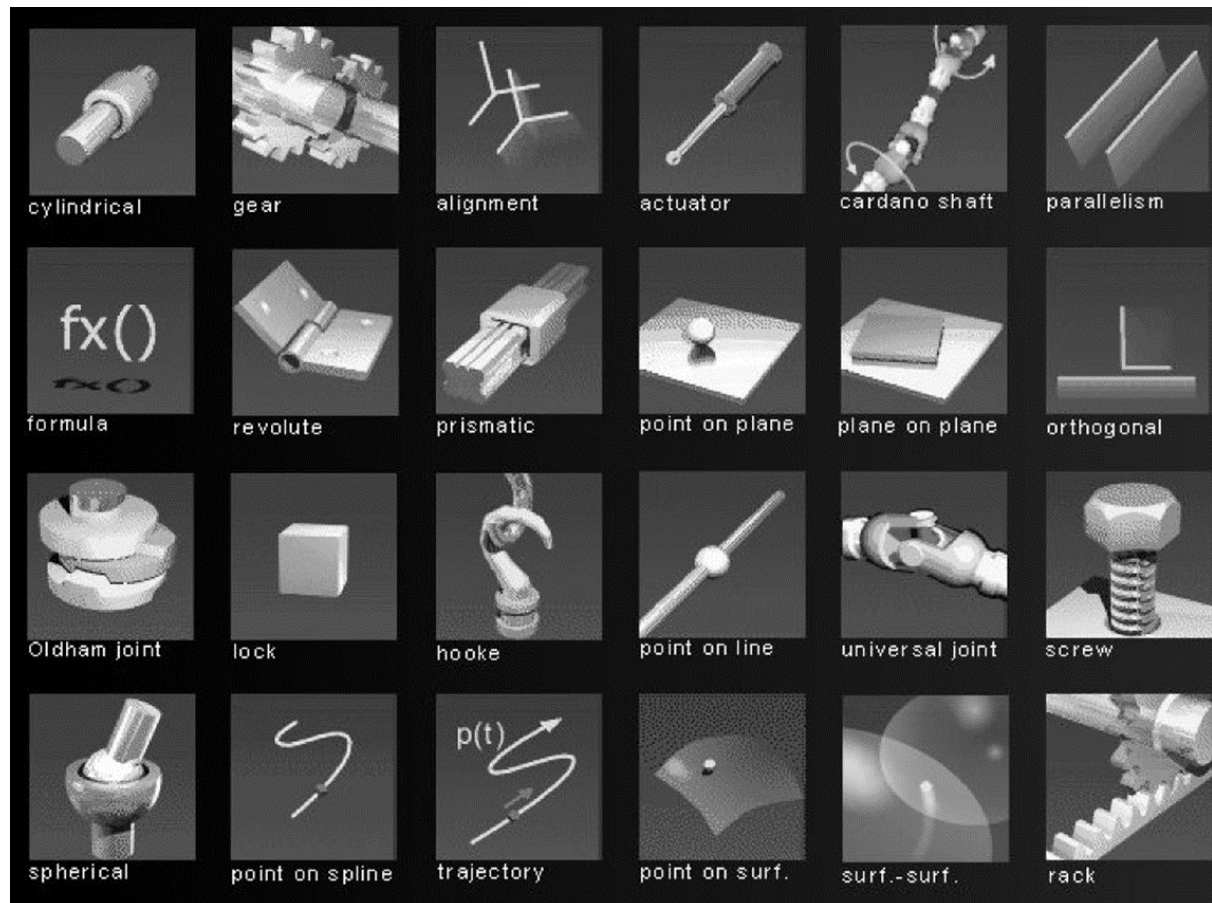 cylindrical
gear
alignment
actuator
cardano shaft
parallelism
fx()
formula
revolute
prismatic
point on plane
plane on plane
orthogonal
Oldham joint
lock
hooke
point on line
universal joint
screw
p(t)
spherical
point on spline
trajectory
point on surf.
surf.-surf.
rack